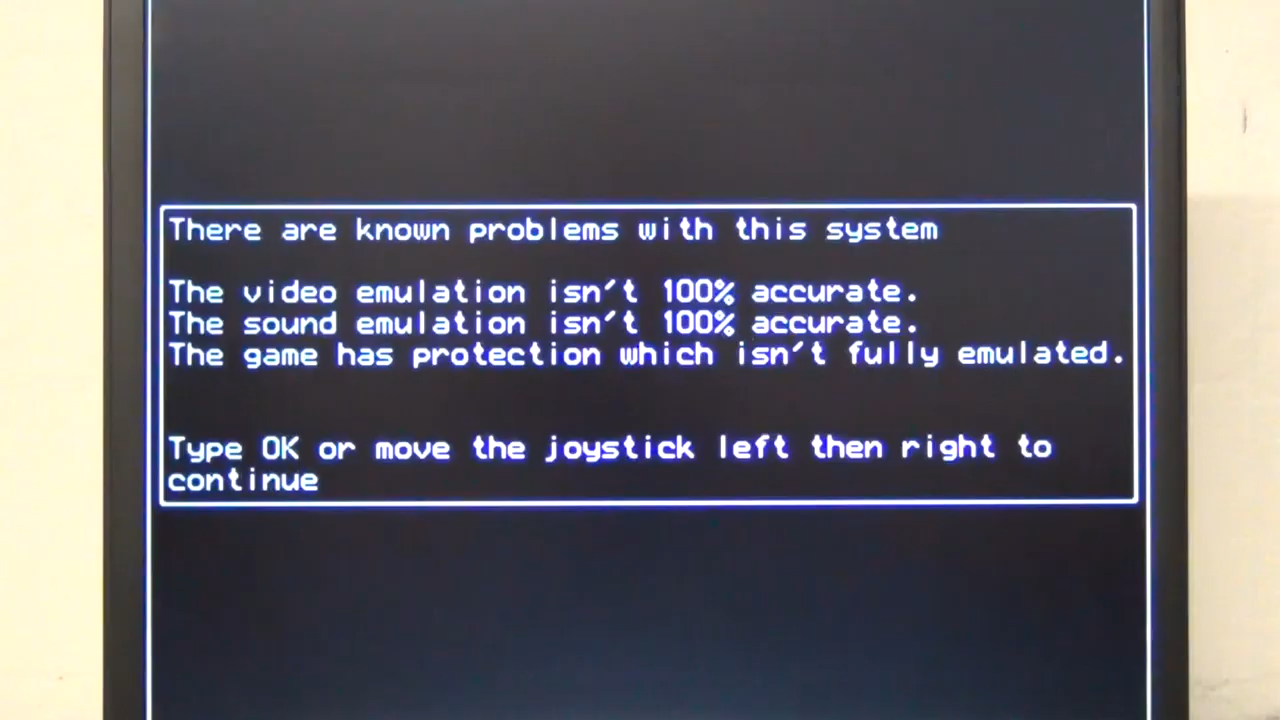 There are known problems with this system
The video emulation isn't 100% accurate.
The sound emulation isn't 100% accurate.
The game has protection which isn't fully emulated.
Type OK or move the joystick left then right to
continue